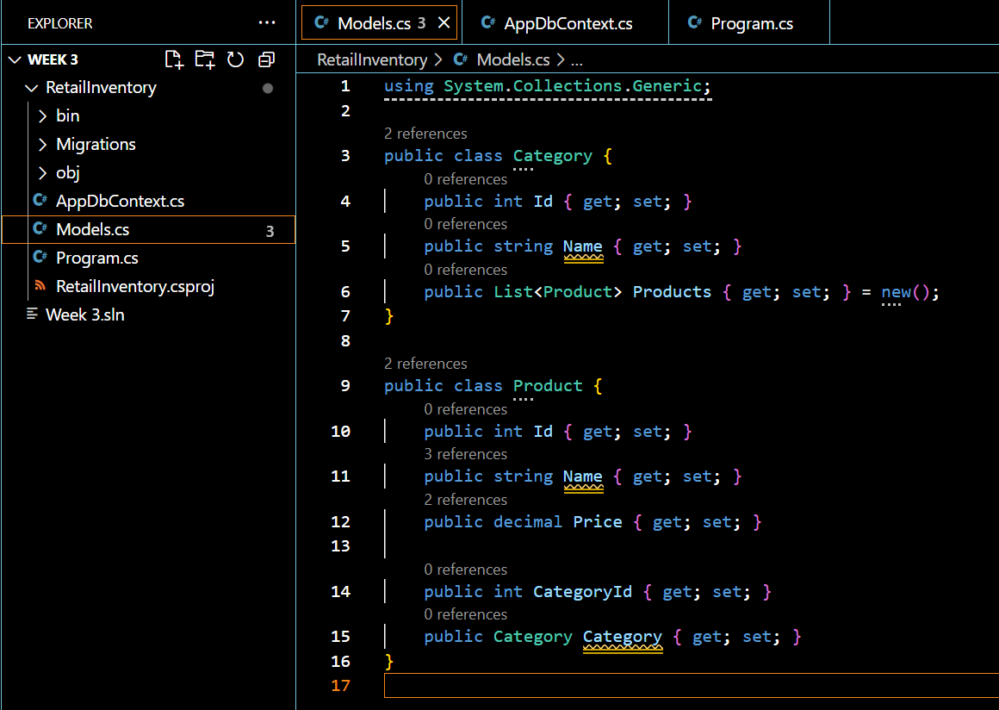 EXPLORER ···
WEEK 3
RetailInventory
bin
Migrations
obj
AppDbContext.cs
Models.cs 3
Program.cs
RetailInventory.csproj
Week 3.sln
Models.cs 3
AppDbContext.cs
Program.cs
RetailInventory > Models.cs > ...
1 using System.Collections.Generic;
2
2 references
3 public class Category {
0 references
4 public int Id { get; set; }
0 references
5 public string Name { get; set; }
0 references
6 public List<Product> Products { get; set; } = new();
7 }
8
2 references
9 public class Product {
0 references
10 public int Id { get; set; }
3 references
11 public string Name { get; set; }
2 references
12 public decimal Price { get; set; }
13
0 references
14 public int CategoryId { get; set; }
0 references
15 public Category Category { get; set; }
16 }
17